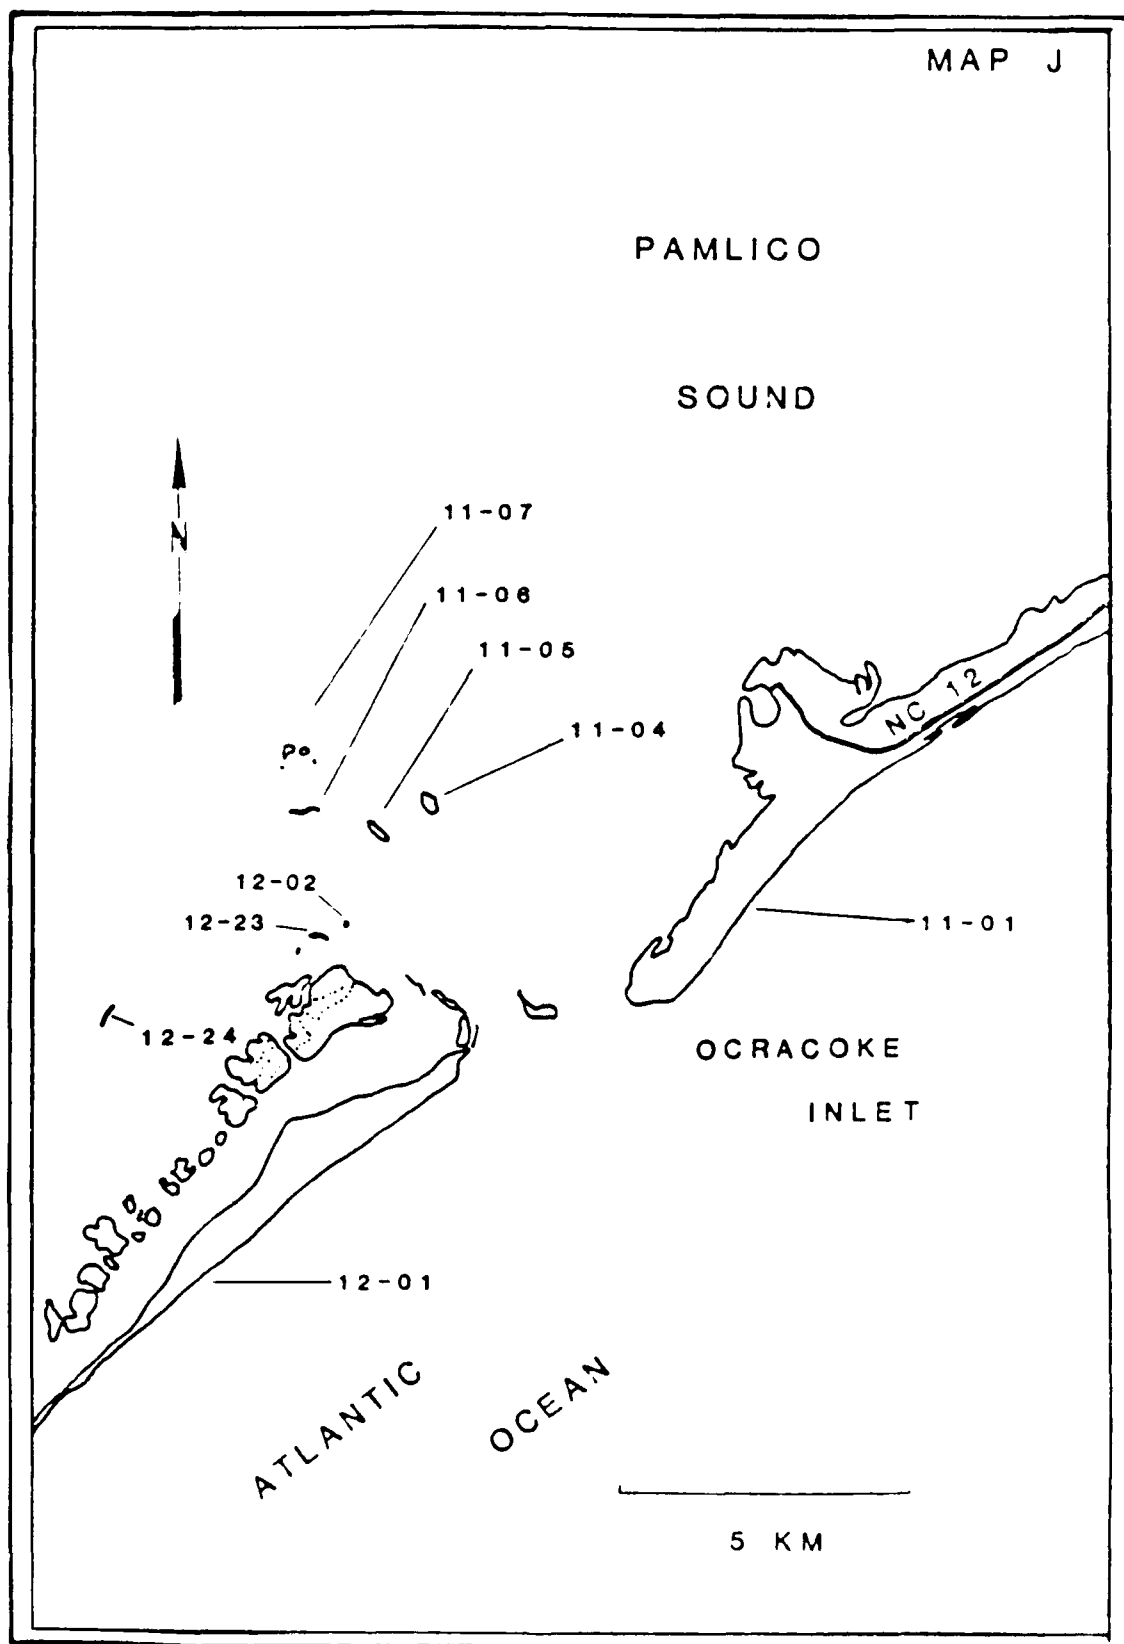 MAP J
PAMLICO
SOUND
N
11-07
11-06
11-05
11-04
NC 12
12-02
12-23
11-01
12-24
OCRACOKE
INLET
12-01
ATLANTIC
OCEAN
5 KM